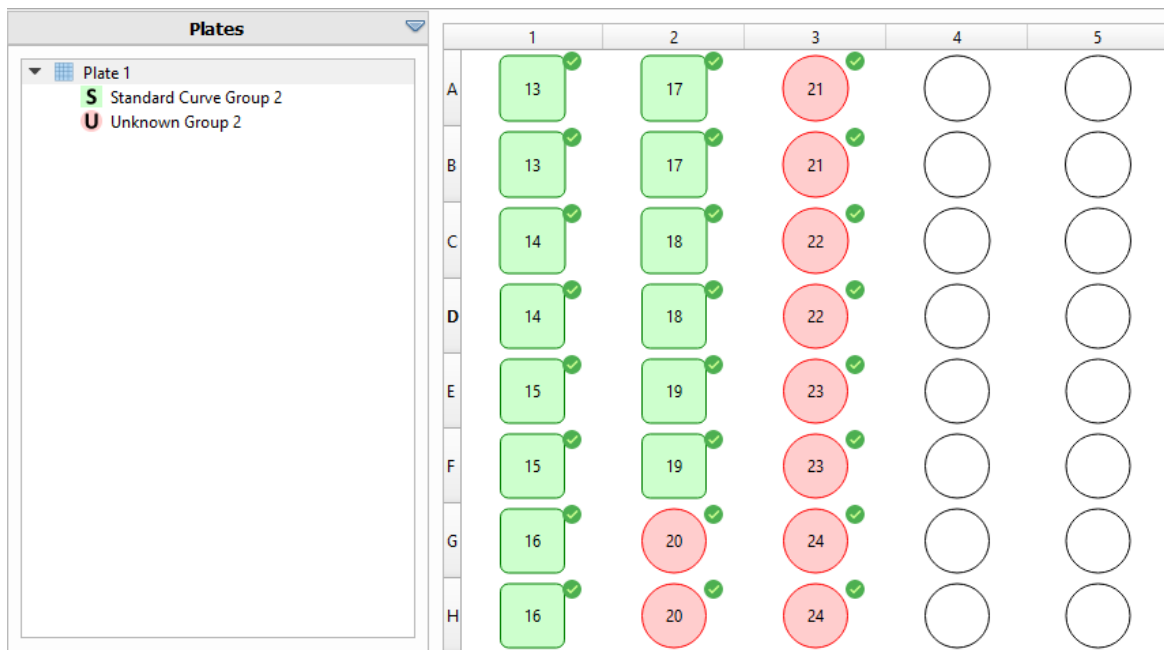 Plates
Plate 1
S Standard Curve Group 2
U Unknown Group 2
1 2 3 4 5
A 13 17 21
B 13 17 21
C 14 18 22
D 14 18 22
E 15 19 23
F 15 19 23
G 16 20 24
H 16 20 24